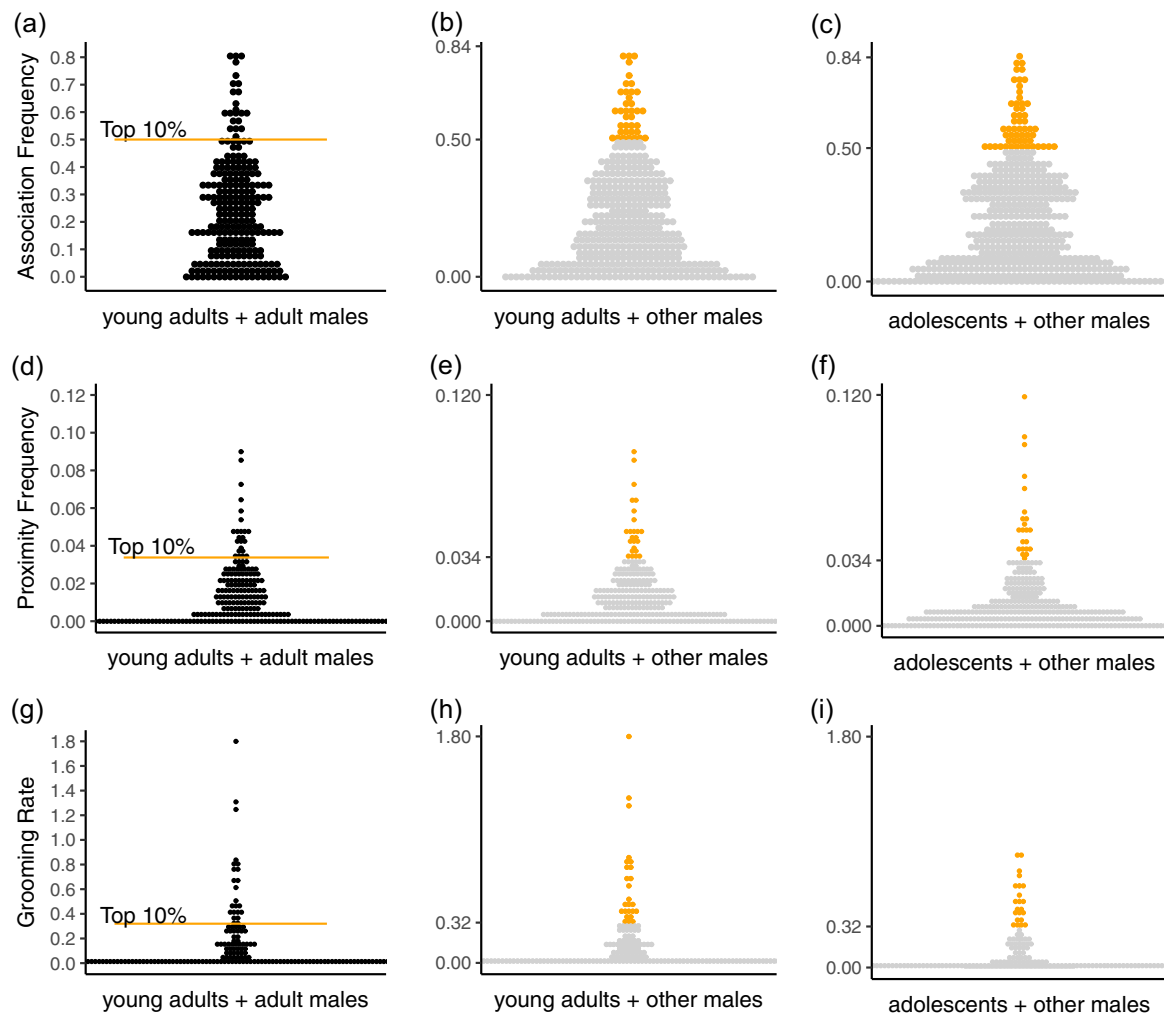 (a)
Association Frequency
0.8
0.7
0.6
0.5
0.4
0.3
0.2
0.1
0.0
Top 10%
young adults + adult males
(b)
0.84
0.50
0.00
young adults + other males
(c)
0.84
0.50
0.00
adolescents + other males
(d)
Proximity Frequency
0.12
0.10
0.08
0.06
0.04
0.02
0.00
Top 10%
young adults + adult males
(e)
0.120
0.034
0.000
young adults + other males
(f)
0.120
0.034
0.000
adolescents + other males
(g)
Grooming Rate
1.8
1.6
1.4
1.2
1.0
0.8
0.6
0.4
0.2
0.0
Top 10%
young adults + adult males
(h)
1.80
0.32
0.00
young adults + other males
(i)
1.80
0.32
0.00
adolescents + other males